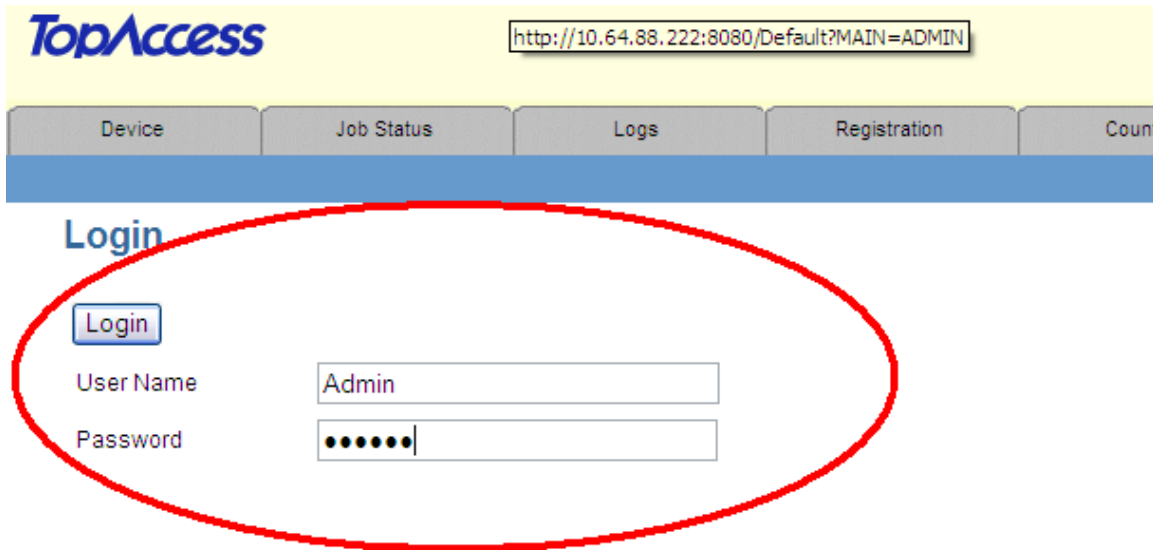 TopAccess
http://10.64.88.222:8080/Default?MAIN=ADMIN
Device Job Status Logs Registration Coun
Login
Login
User Name Admin
Password ••••••